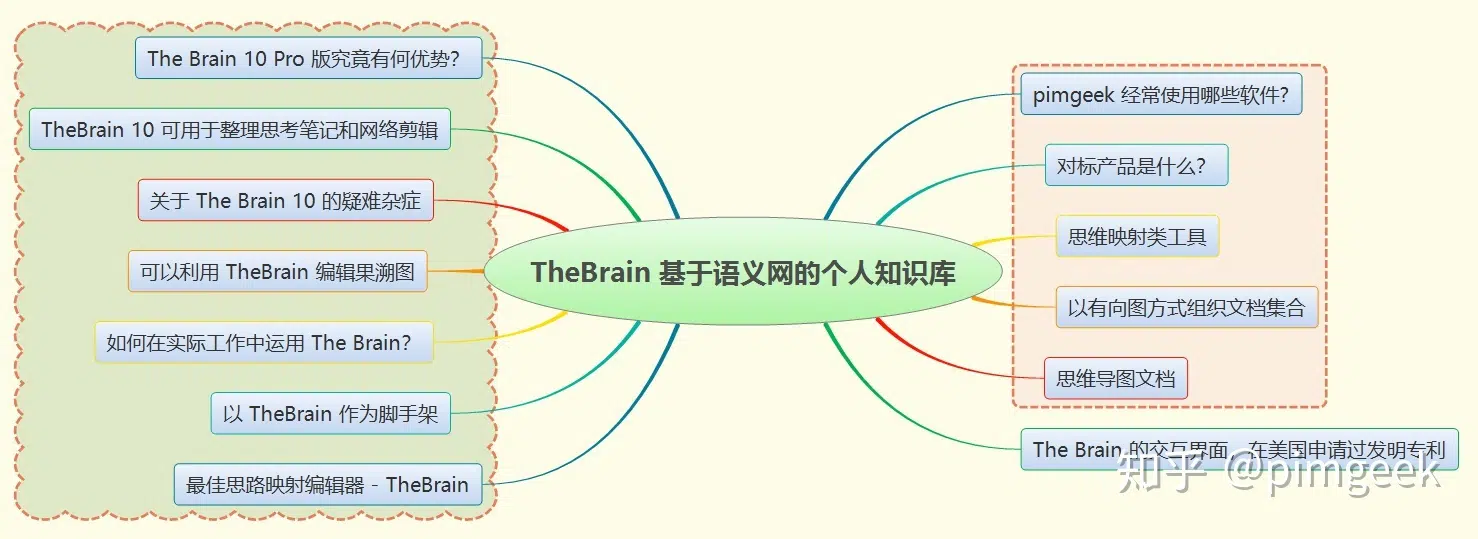 The Brain 10 Pro 版究竟有何优势?
TheBrain 10 可用于整理思考笔记和网络剪辑
关于 The Brain 10 的疑难杂症
可以利用 TheBrain 编辑果溯图
如何在实际工作中运用 The Brain?
以 TheBrain 作为脚手架
最佳思路映射编辑器 - TheBrain
TheBrain 基于语义网的个人知识库
pimgeek 经常使用哪些软件?
对标产品是什么?
思维映射类工具
以有向图方式组织文档集合
思维导图文档
The Brain 的交互界面，在美国申请过发明专利
知乎 @pimgeek